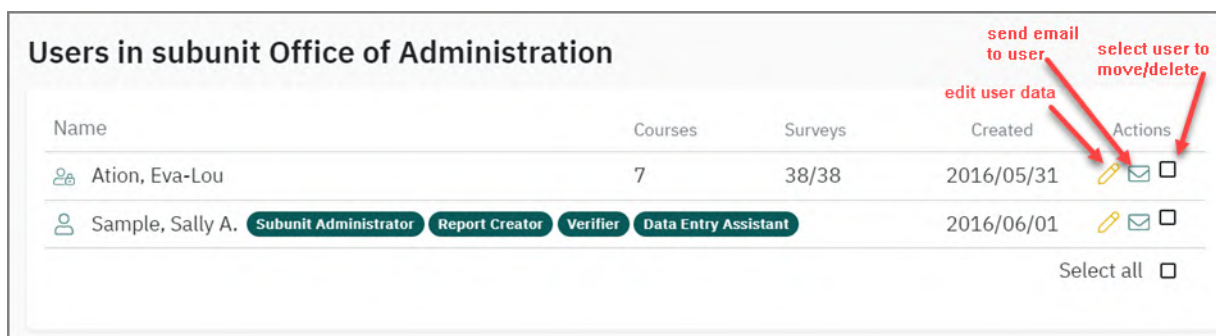 Users in subunit Office of Administration
send email
to user
select user to
move/delete
edit user data
Name Courses Surveys Created Actions
Ation, Eva-Lou 7 38/38 2016/05/31
Sample, Sally A. Subunit Administrator Report Creator Verifier Data Entry Assistant 2016/06/01
Select all